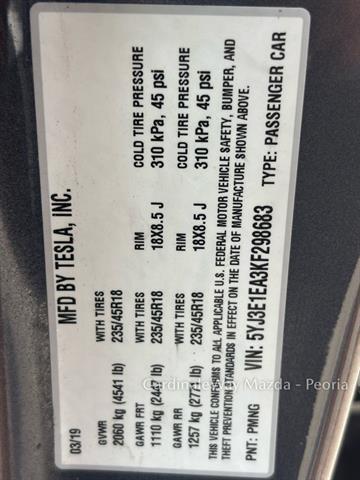 MFD BY TESLA, INC.
03/19
GVWR WITH TIRES RIM COLD TIRE PRESSURE
2060 kg (4541 lb) 235/45R18 18X8.5 J 310 kPa, 45 psi
GAWR FRT WITH TIRES RIM COLD TIRE PRESSURE
1110 kg (2447 lb) 235/45R18 18X8.5 J 310 kPa, 45 psi
GAWR RR
1257 kg (2771 lb) 235/45R18
THIS VEHICLE CONFORMS TO ALL APPLICABLE U.S. FEDERAL MOTOR VEHICLE SAFETY, BUMPER, AND
THEFT PREVENTION STANDARDS IN EFFECT ON THE DATE OF MANUFACTURE SHOWN ABOVE.
PNT: PMNG VIN: 5YJ3E1EA3KF298683 TYPE: PASSENGER CAR
Mazda - Peoria